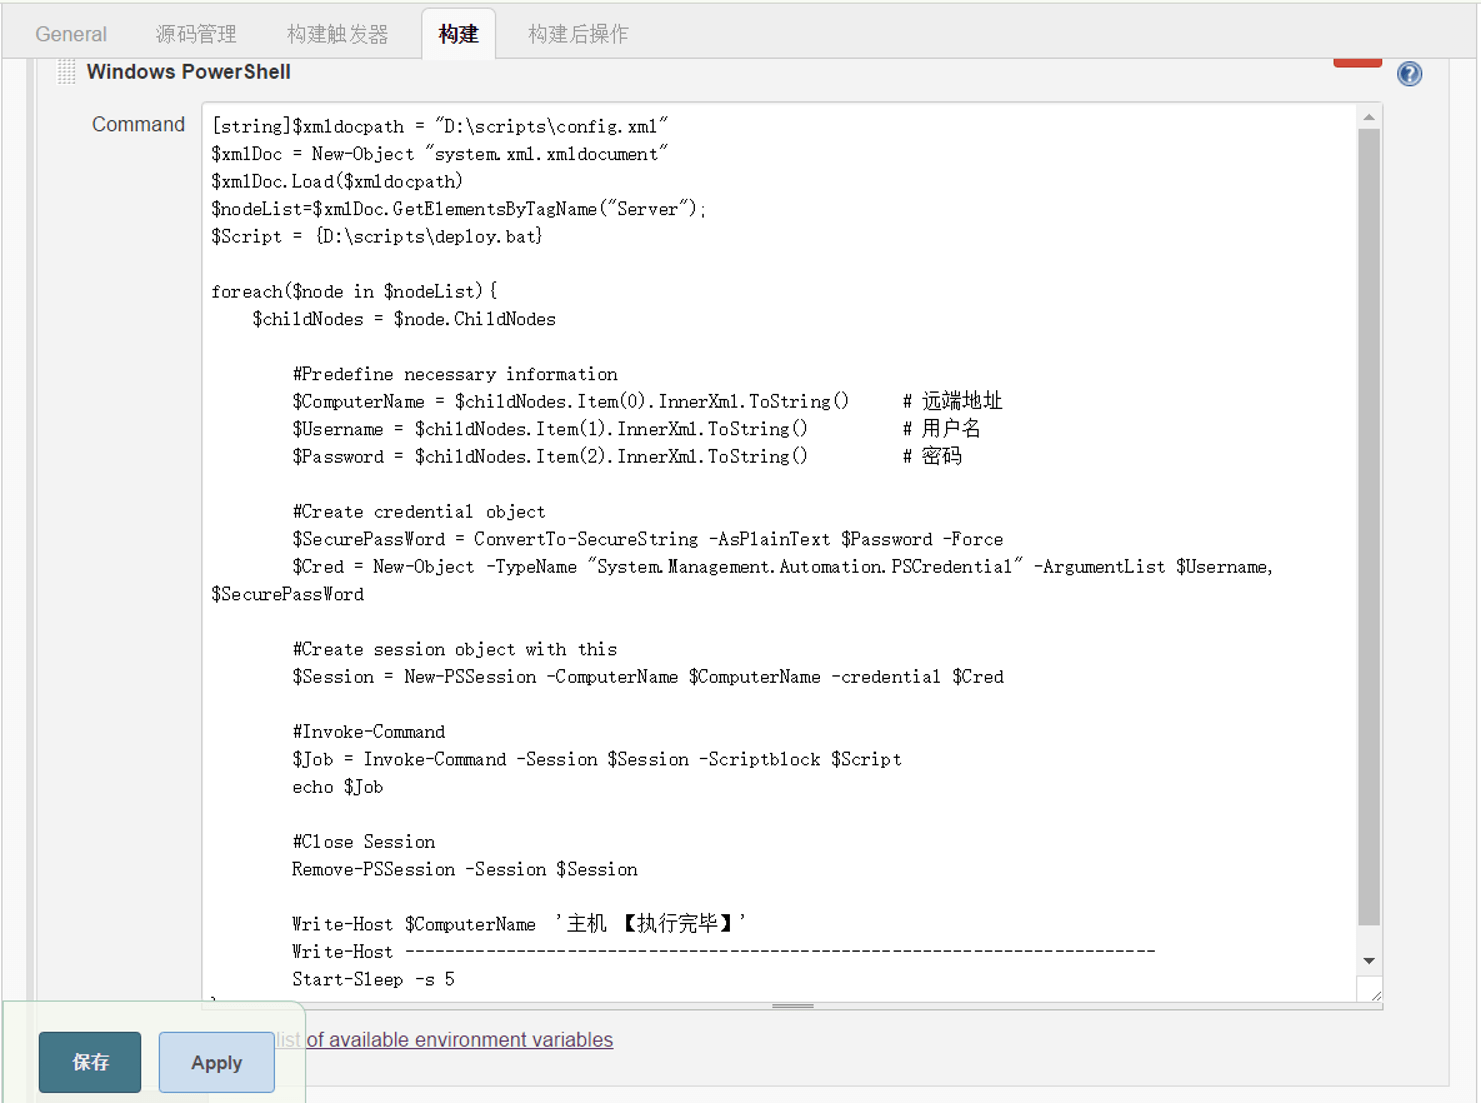 General 源码管理 构建触发器 构建 构建后操作
Windows PowerShell
Command
[string]$xmldocpath = "D:\scripts\config.xml"
$xmlDoc = New-Object "system.xml.xmldocument"
$xmlDoc.Load($xmldocpath)
$nodeList=$xmlDoc.GetElementsByTagName("Server");
$Script = {D:\scripts\deploy.bat}
foreach($node in $nodeList){
$childNodes = $node.ChildNodes
#Predefine necessary information
$ComputerName = $childNodes.Item(0).InnerXml.ToString() # 远端地址
$Username = $childNodes.Item(1).InnerXml.ToString() # 用户名
$Password = $childNodes.Item(2).InnerXml.ToString() # 密码
#Create credential object
$SecurePassWord = ConvertTo-SecureString -AsPlainText $Password -Force
$Cred = New-Object -TypeName "System.Management.Automation.PSCredential" -ArgumentList $Username,
$SecurePassWord
#Create session object with this
$Session = New-PSSession -ComputerName $ComputerName -credential $Cred
#Invoke-Command
$Job = Invoke-Command -Session $Session -Scriptblock $Script
echo $Job
#Close Session
Remove-PSSession -Session $Session
Write-Host $ComputerName '主机 【执行完毕】'
Write-Host --------------------------------------------------------------------------
Start-Sleep -s 5
list of available environment variables
保存 Apply